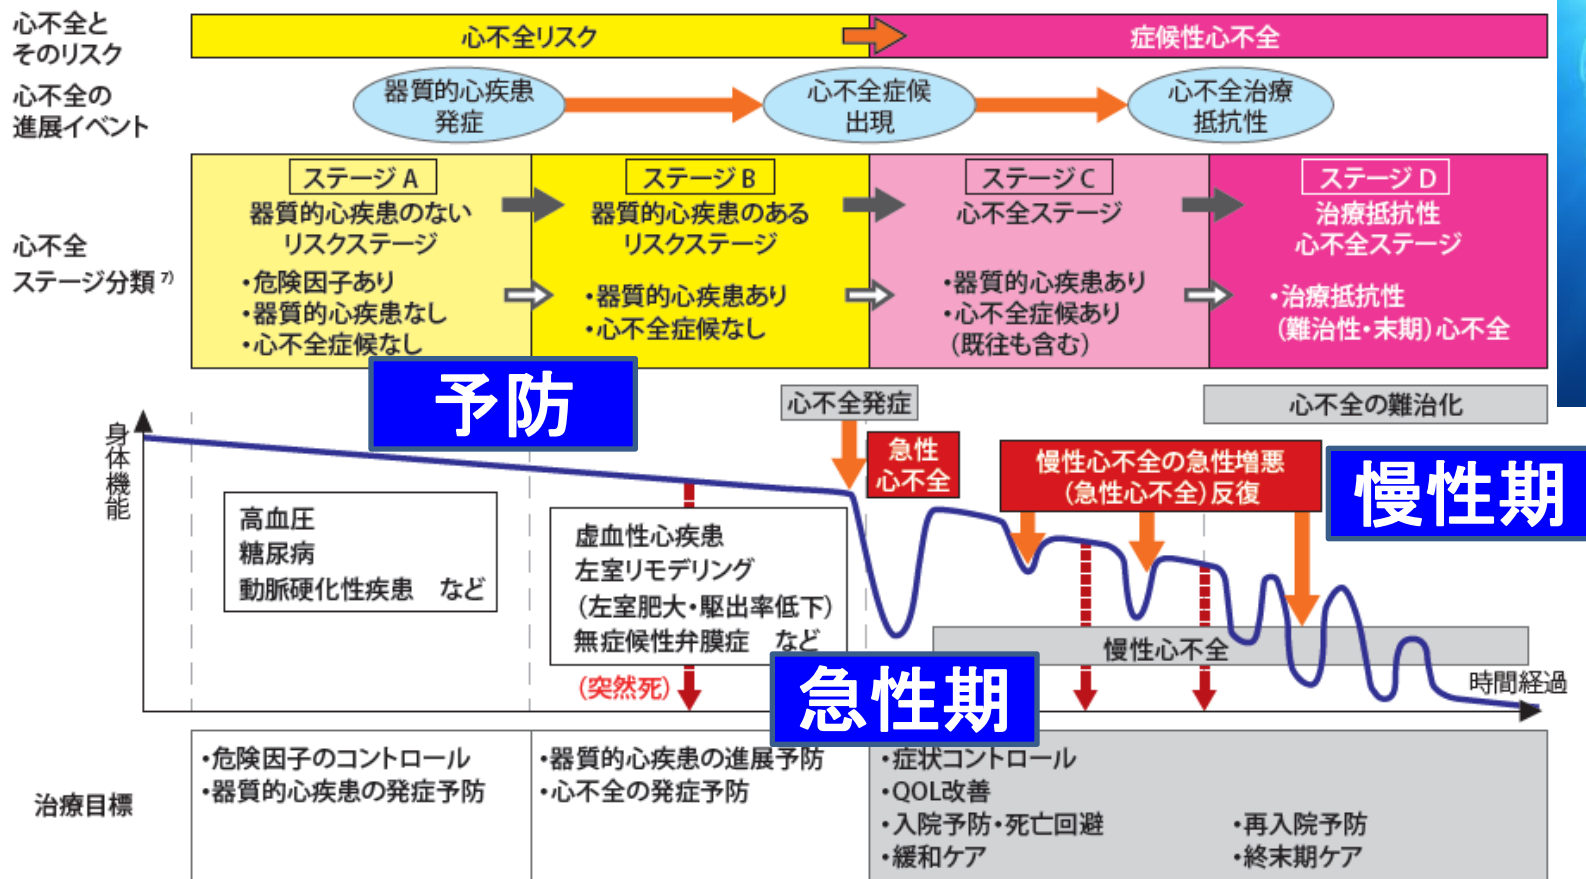 心不全と
そのリスク
心不全リスク
症候性心不全
心不全の
進展イベント
器質的心疾患
発症
心不全症候
出現
心不全治療
抵抗性
心不全
ステージ分類 7)
ステージ A
器質的心疾患のない
リスクステージ
・危険因子あり
・器質的心疾患なし
・心不全症候なし
ステージ B
器質的心疾患のある
リスクステージ
・器質的心疾患あり
・心不全症候なし
ステージ C
心不全ステージ
・器質的心疾患あり
・心不全症候あり
(既往も含む)
ステージ D
治療抵抗性
心不全ステージ
・治療抵抗性
(難治性・末期)心不全
予防
心不全発症
心不全の難治化
身体機能
急性
心不全
慢性心不全の急性増悪
(急性心不全)反復
慢性期
高血圧
糖尿病
動脈硬化性疾患 など
虚血性心疾患
左室リモデリング
(左室肥大・駆出率低下)
無症候性弁膜症 など
慢性心不全
(突然死)
急性期
時間経過
治療目標
・危険因子のコントロール
・器質的心疾患の発症予防
・器質的心疾患の進展予防
・心不全の発症予防
・症状コントロール
・QOL改善
・入院予防・死亡回避
・緩和ケア
・再入院予防
・終末期ケア